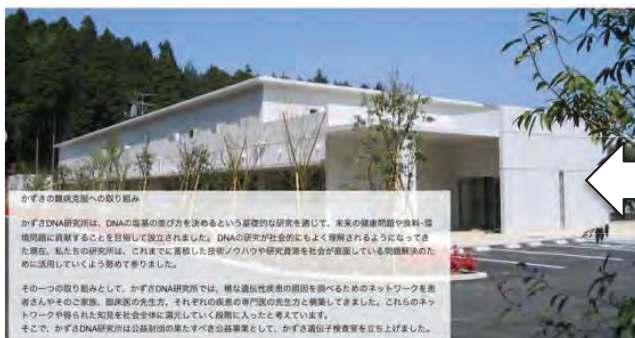 かずさの難病克服への取り組み
かずさDNA研究所は、DNAの塩基の並び方を決めるという基礎的な研究を通じて、未来の健康問題や食料・環
境問題に貢献することを目指して設立されました。DNAの研究が社会的にもよく理解されるようになってき
た現在、私たちの研究所は、これまでに蓄積した技術ノウハウや研究資源を社会が直面している問題解決のた
めに活用していくよう努めて参りました。
その一つの取り組みとして、かずさDNA研究所では、稀な遺伝性疾患の原因を調べるためのネットワークを患
者さんやそのご家族、臨床医の先生方、それぞれの疾患の専門医の先生方と構築してきました。これらのネッ
トワークや得られた知見を社会全体に還元していく段階に入ったと考えています。
そこで、かずさDNA研究所は公益財団の果たすべき公益事業として、かずさ遺伝子検査室を立ち上げました。